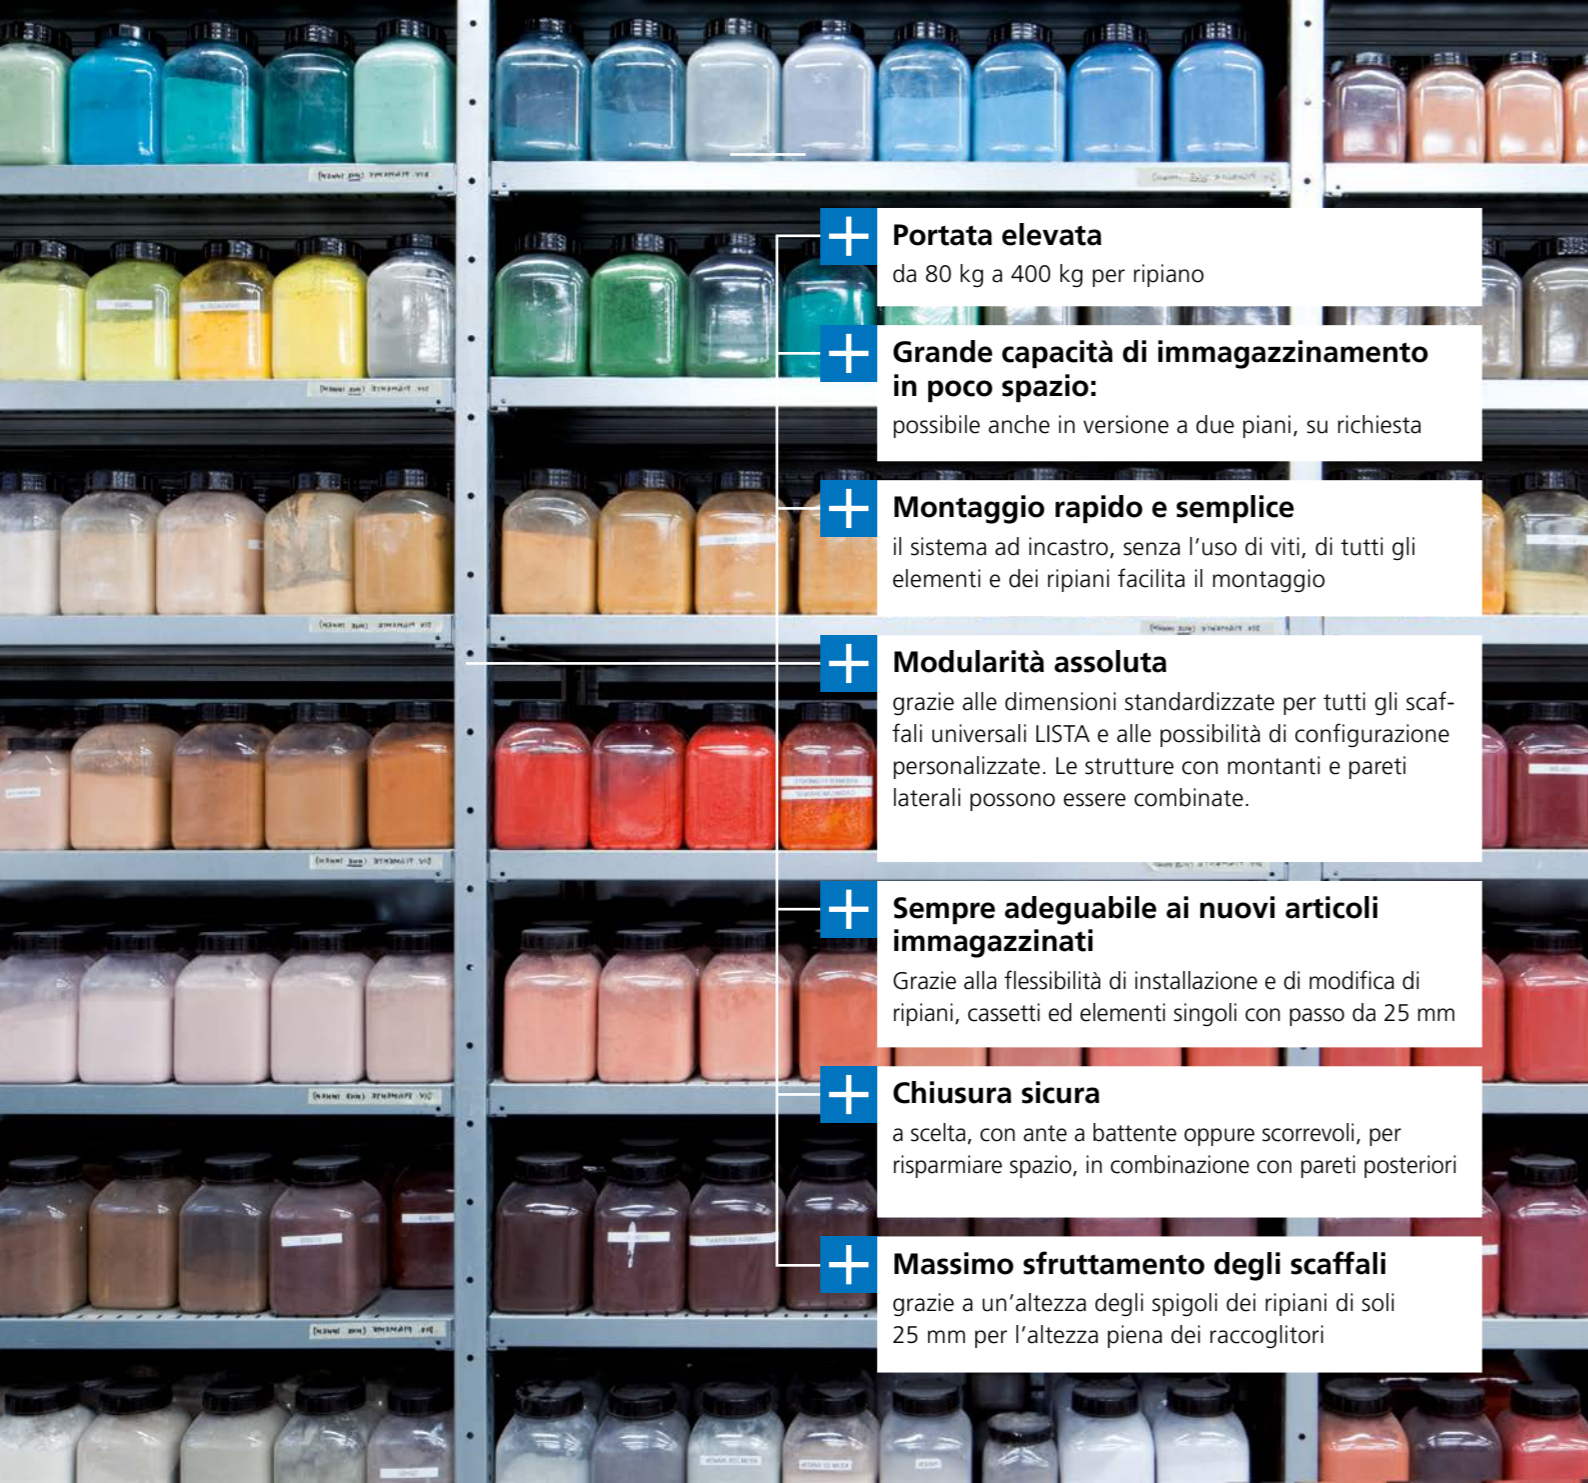 Portata elevata
da 80 kg a 400 kg per ripiano
Grande capacità di immagazzinamento
in poco spazio:
possibile anche in versione a due piani, su richiesta
Montaggio rapido e semplice
il sistema ad incastro, senza l’uso di viti, di tutti gli
elementi e dei ripiani facilita il montaggio
Modularità assoluta
grazie alle dimensioni standardizzate per tutti gli scaf-
fali universali LISTA e alle possibilità di configurazione
personalizzate. Le strutture con montanti e pareti
laterali possono essere combinate.
Sempre adeguabile ai nuovi articoli
immagazzinati
Grazie alla flessibilità di installazione e di modifica di
ripiani, cassetti ed elementi singoli con passo da 25 mm
Chiusura sicura
a scelta, con ante a battente oppure scorrevoli, per
risparmiare spazio, in combinazione con pareti posteriori
Massimo sfruttamento degli scaffali
grazie a un’altezza degli spigoli dei ripiani di soli
25 mm per l’altezza piena dei raccoglitori